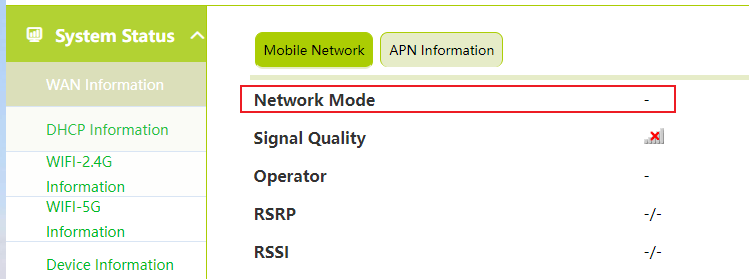 System Status
WAN Information
DHCP Information
WIFI-2.4G
Information
WIFI-5G
Information
Device Information
Mobile Network
APN Information
Network Mode -
Signal Quality
Operator -
RSRP -/-
RSSI -/-